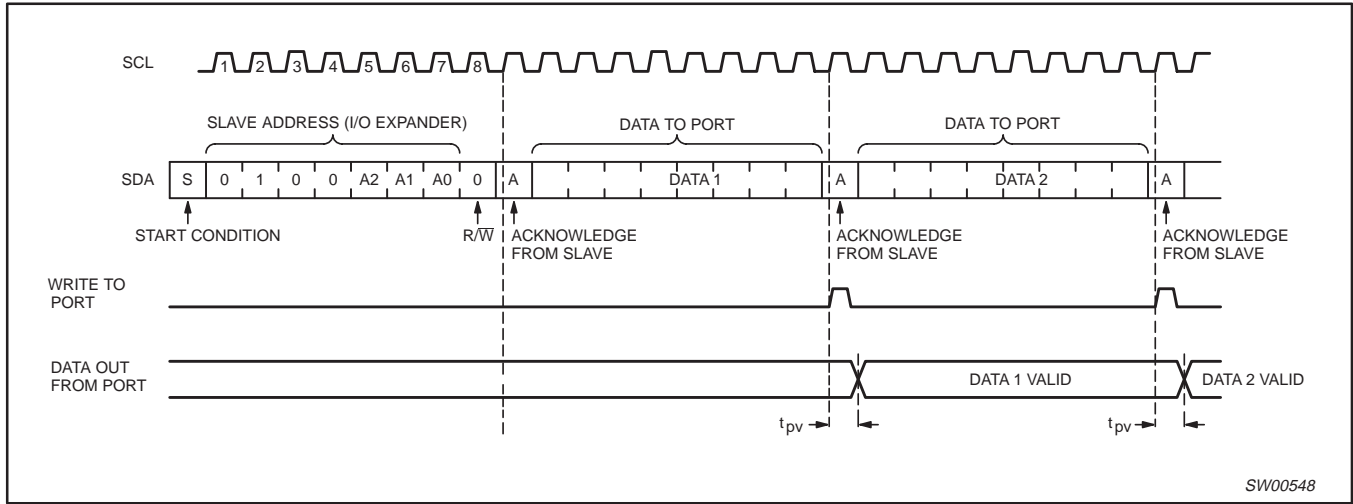 SCL
1 2 3 4 5 6 7 8
SLAVE ADDRESS (I/O EXPANDER)
DATA TO PORT
DATA TO PORT
SDA
S 0 1 0 0 A2 A1 A0 0 A DATA 1 A DATA 2 A
START CONDITION
R/W̅
ACKNOWLEDGE
FROM SLAVE
ACKNOWLEDGE
FROM SLAVE
ACKNOWLEDGE
FROM SLAVE
WRITE TO
PORT
DATA OUT
FROM PORT
DATA 1 VALID
DATA 2 VALID
tpv
tpv
SW00548